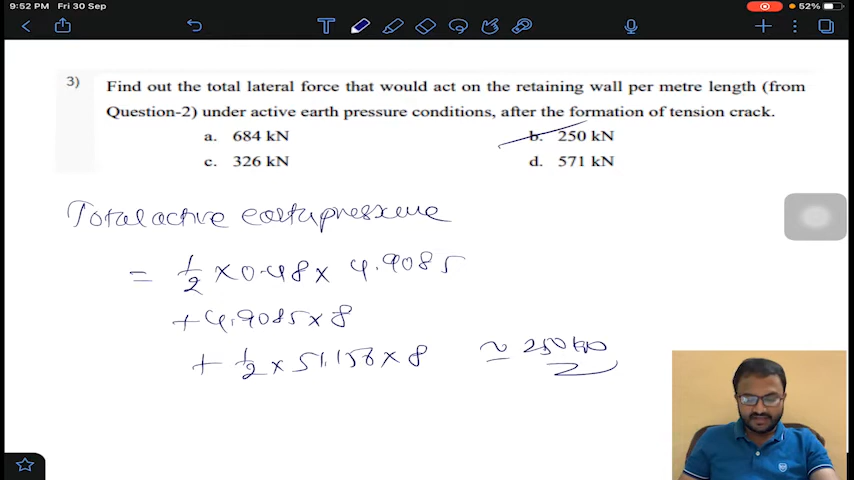 9:52 PM Fri 30 Sep
52%
3) Find out the total lateral force that would act on the retaining wall per metre length (from
Question-2) under active earth pressure conditions, after the formation of tension crack.
a. 684 kN
b. 250 kN
c. 326 kN
d. 571 kN
Total active earth pressure
= 1/2 × 0.48 × 4.9085
+ 4.9085 × 8
+ 1/2 × 51.158 × 8 ≈ 250 kN